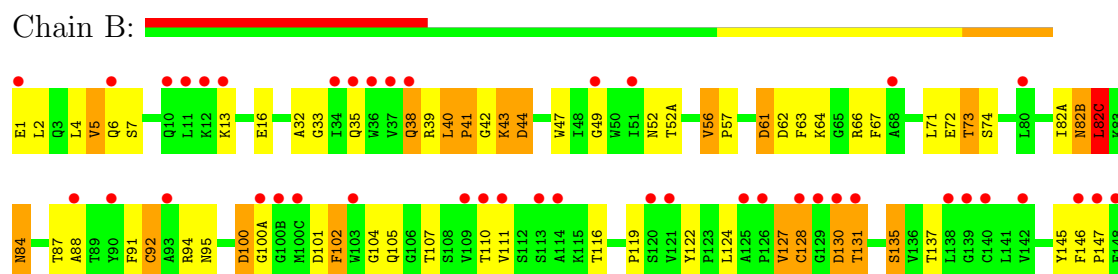 Chain B:
E1 L2 Q3 L4 V5 Q6 S7 Q10 L11 K12 K13 E16 A32 G33 I34 Q35 W36 V37 Q38 R39 L40 P41 G42 K43 D44 W47 I48 G49 W50 I51 N52 T52A V56 P57 D61 D62 F63 K64 G65 R66 F67 A68 L71 E72 T73 S74 L80 I82A N82B L82C K83
N84 T87 A88 T89 Y90 F91 C92 A93 R94 N95 D100 G100A G100B M100C D101 F102 W103 G104 Q105 G106 T107 S108 V109 T110 V111 S112 S113 A114 K115 T116 P119 S120 V121 Y122 P123 L124 A125 P126 V127 C128 G129 D130 T131 S135 V136 T137 L138 G139 C140 L141 V142 Y145 F146 P147